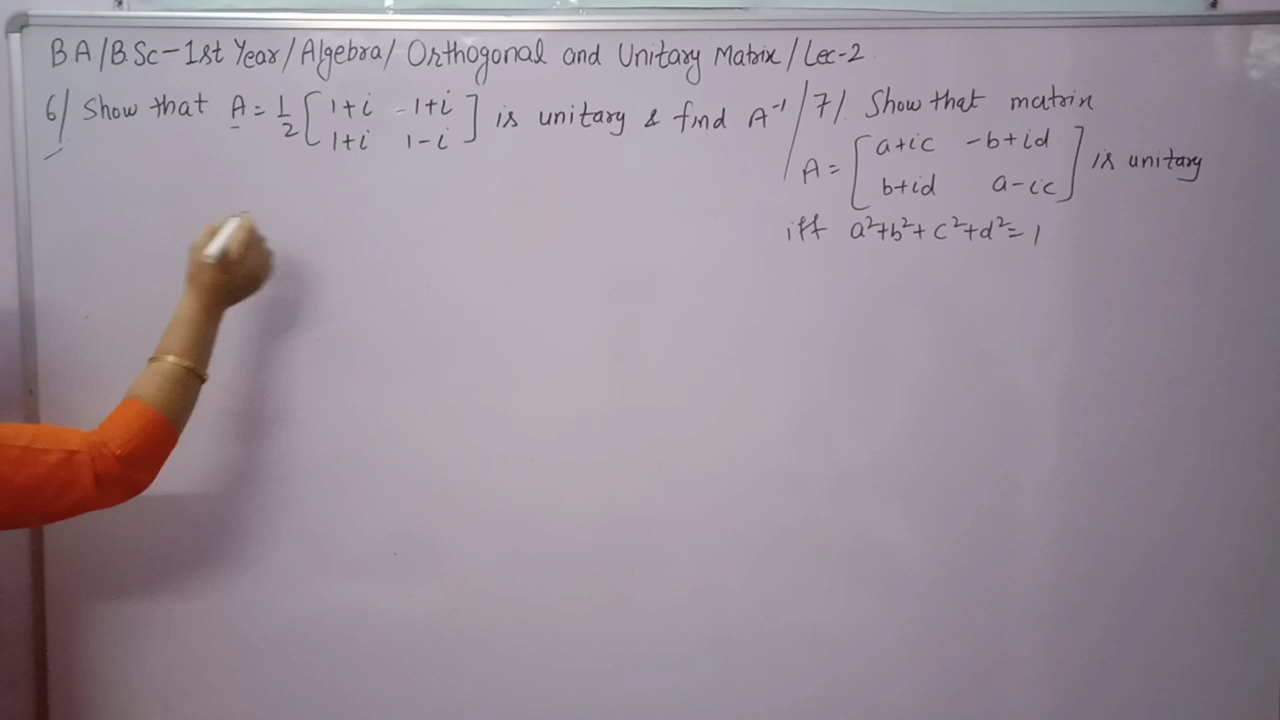 BA/B.Sc-1st Year/Algebra/Orthogonal and Unitary Matrix/Lec-2
6/ Show that A = 1/2 [1+i -1+i
1+i 1-i] is unitary & find A⁻¹
7/. Show that matrix
A = [a+ic -b+id
b+id a-ic] is unitary
iff a²+b²+c²+d²=1